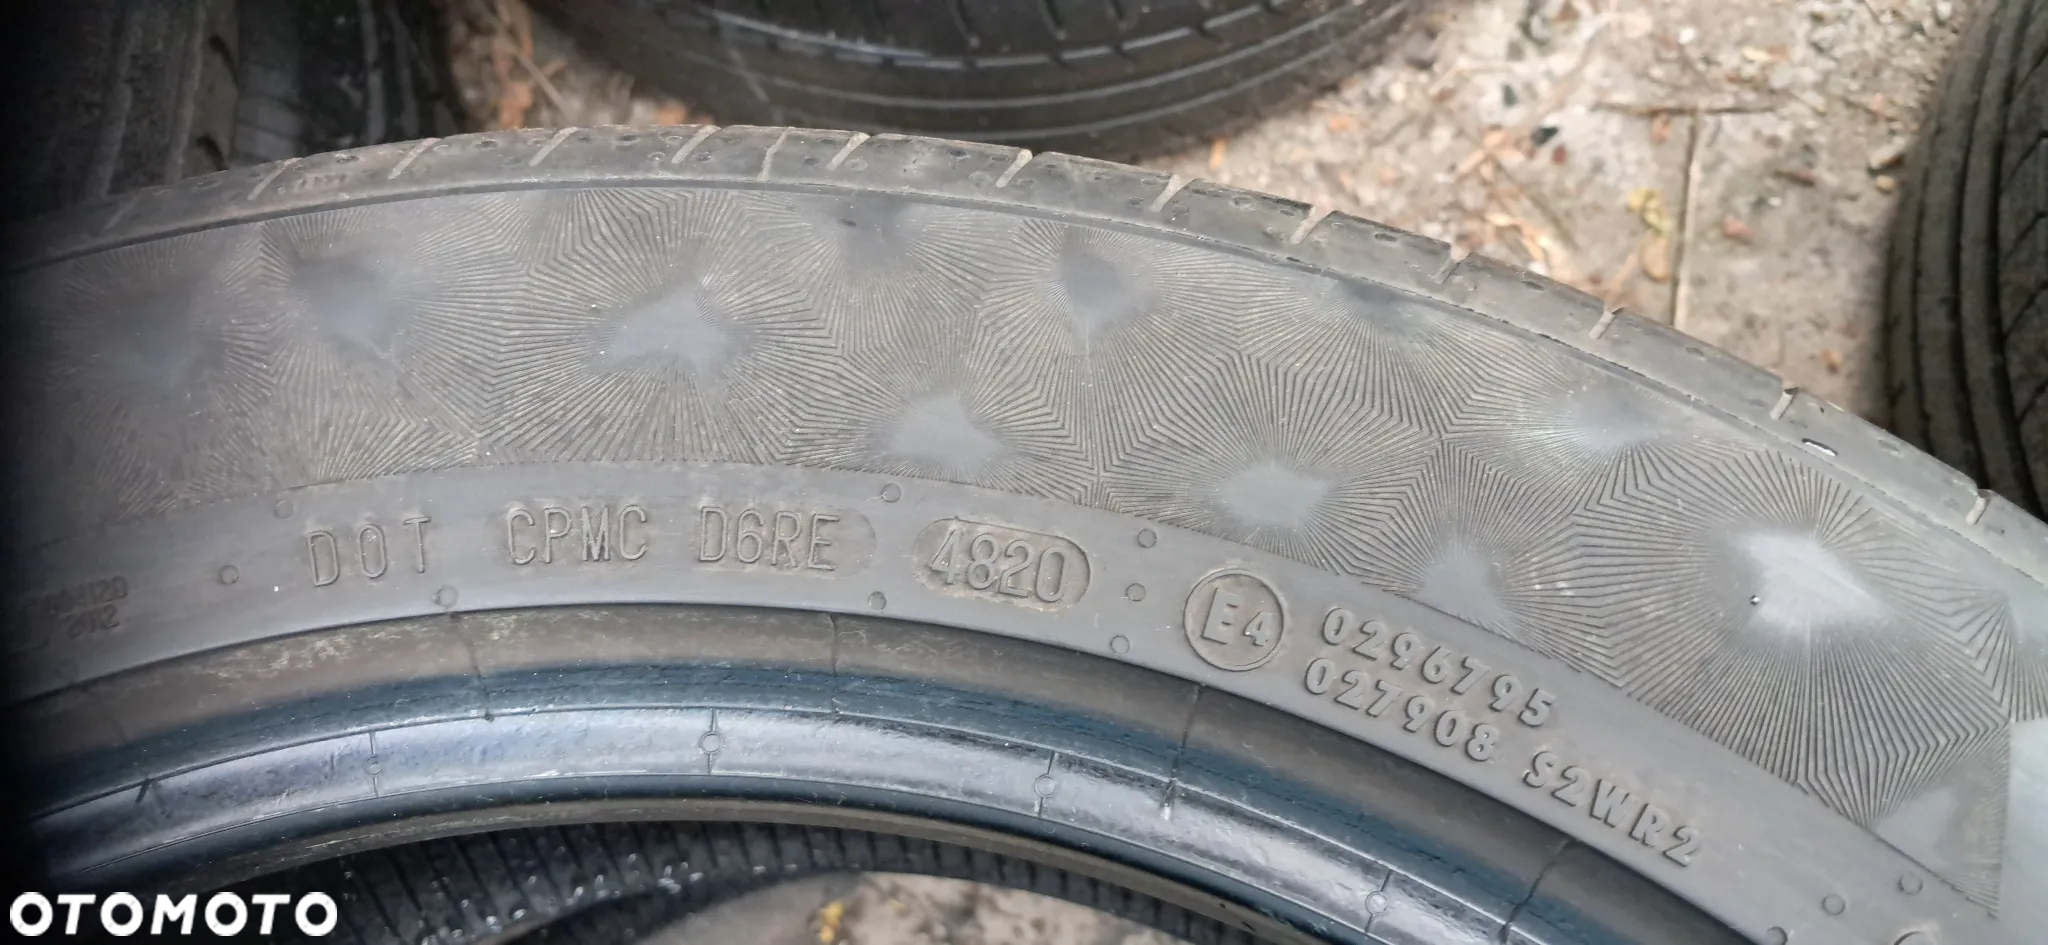 DOT CPMC D6RE 4820
E4 0296795
027908 S2WR2
OTOMOTO